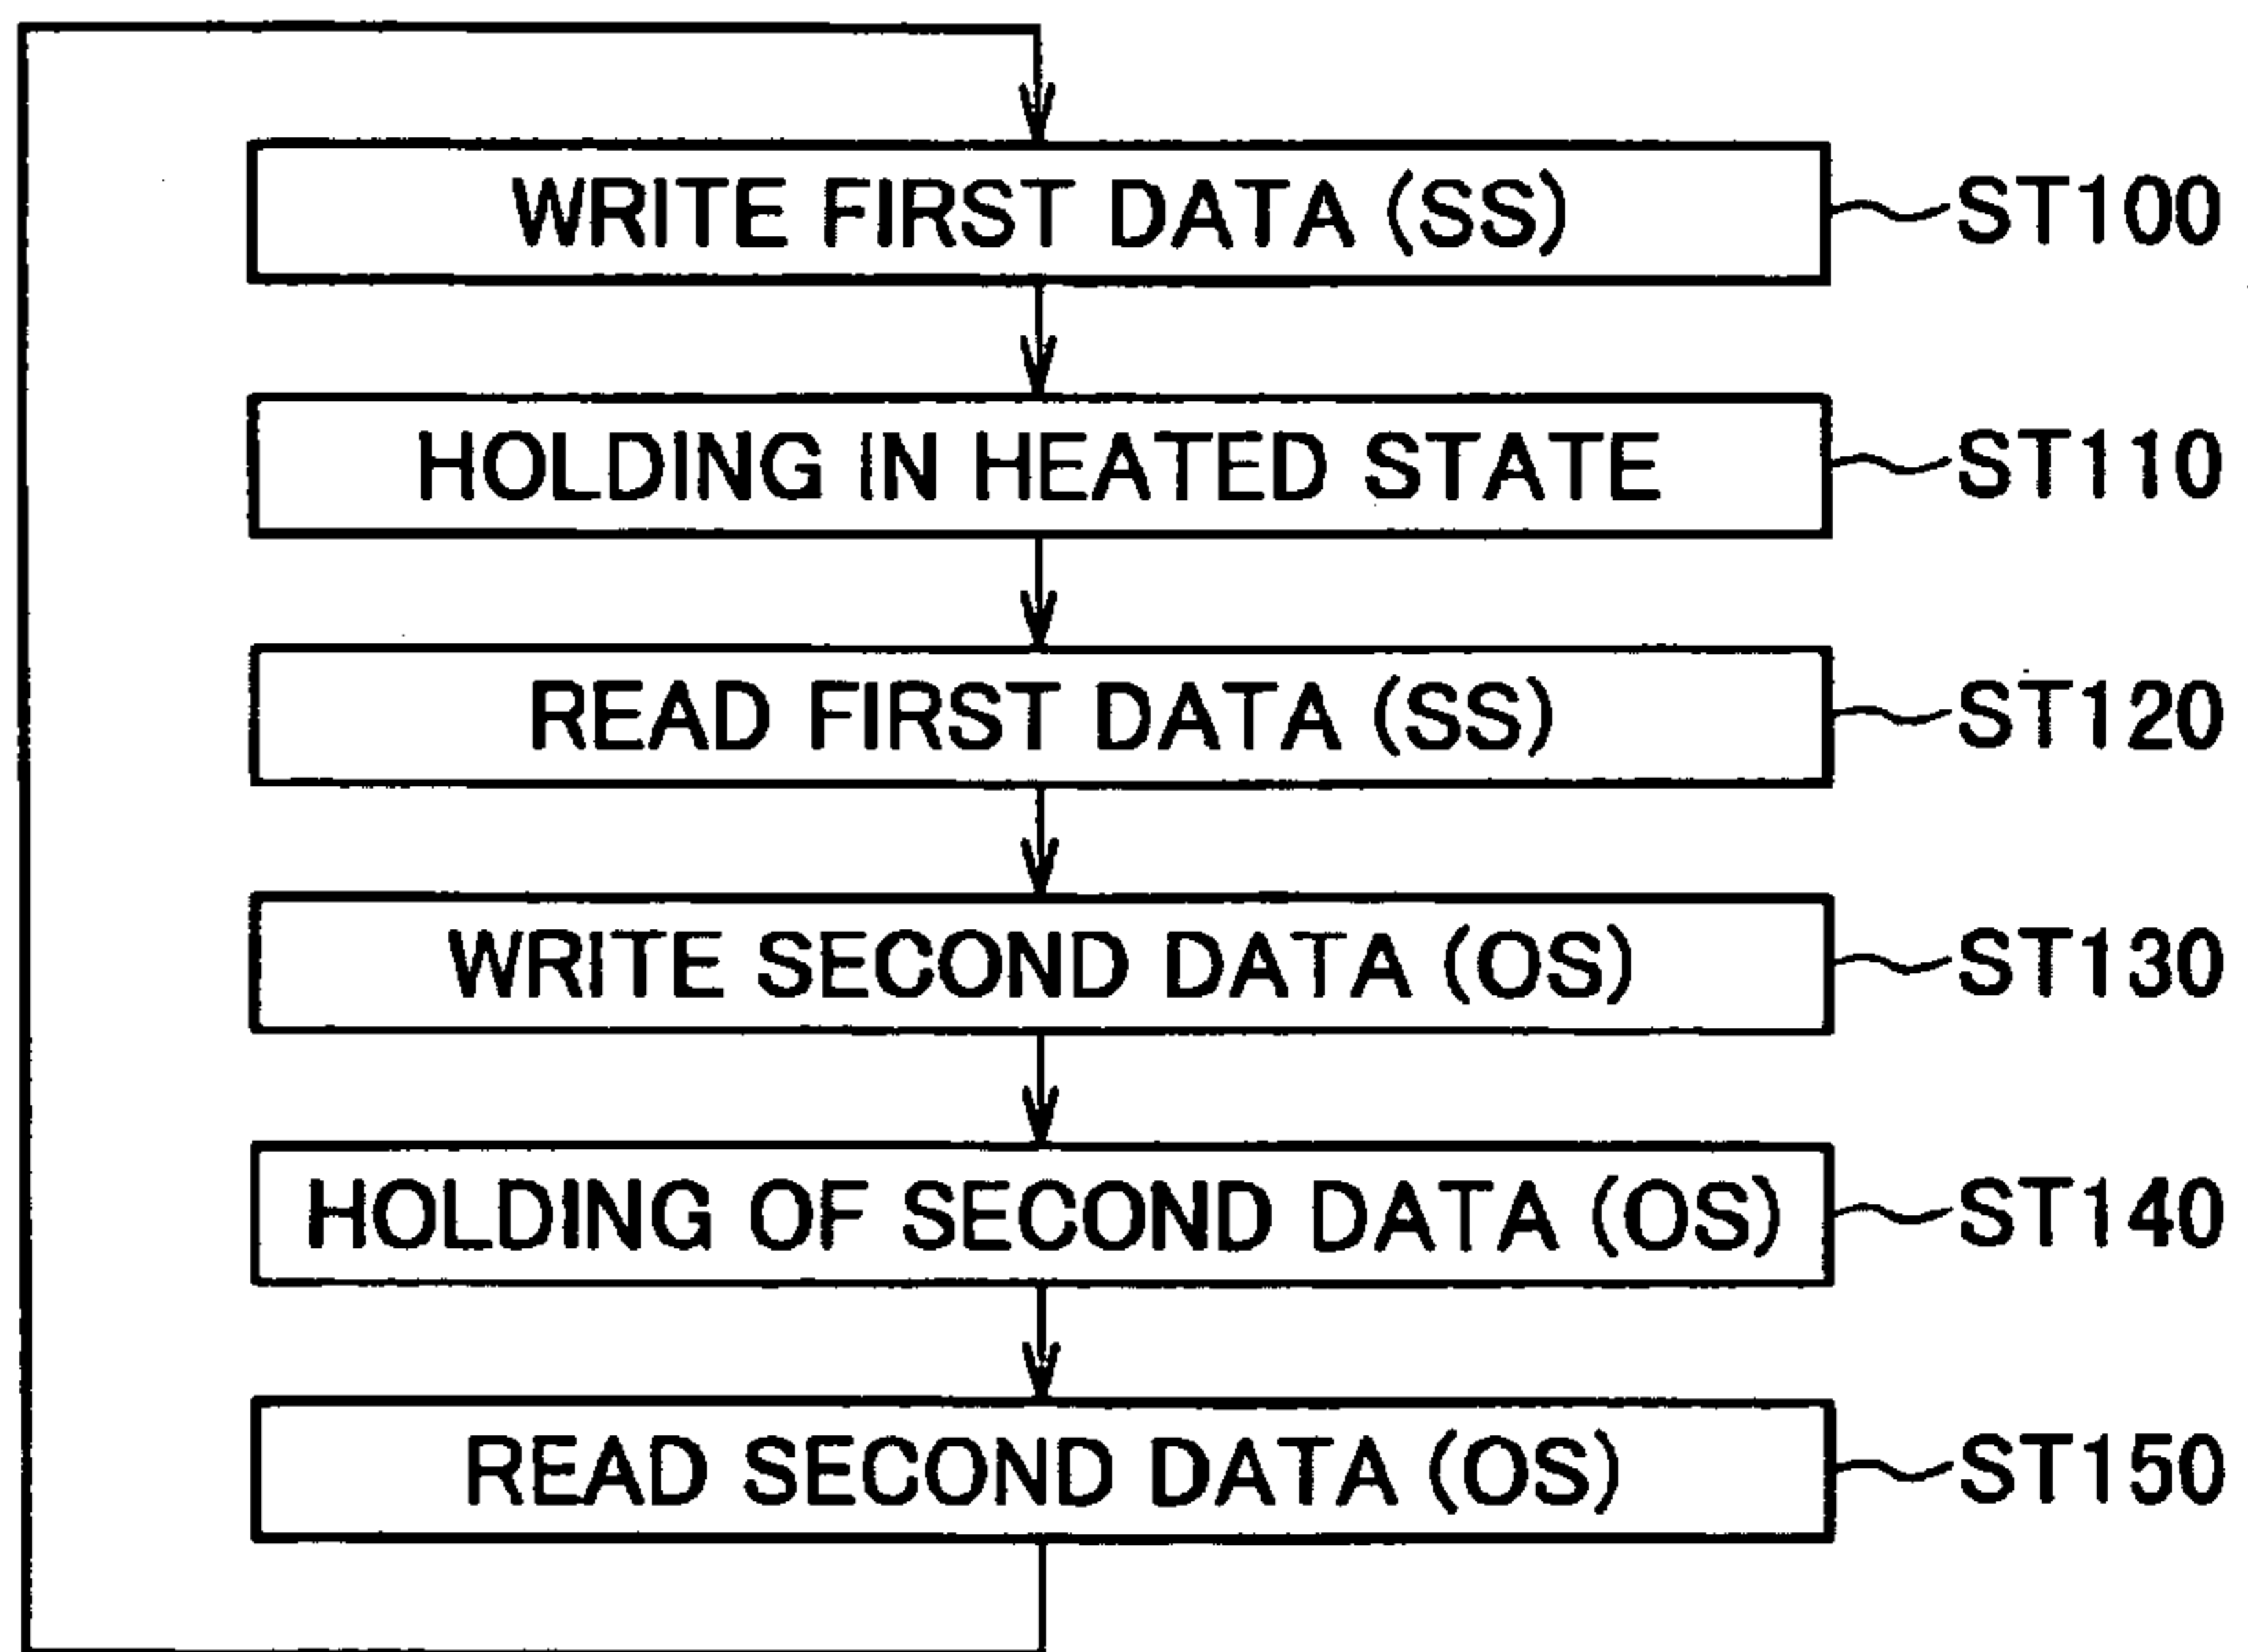 WRITE FIRST DATA (SS) ST100
HOLDING IN HEATED STATE ST110
READ FIRST DATA (SS) ST120
WRITE SECOND DATA (OS) ST130
HOLDING OF SECOND DATA (OS) ST140
READ SECOND DATA (OS) ST150